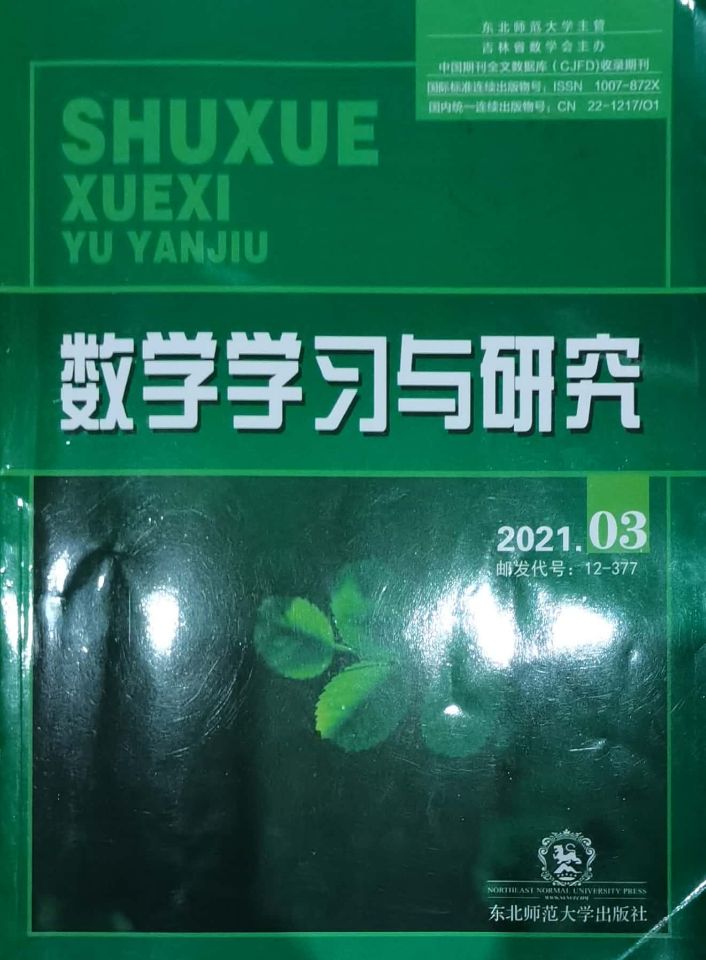 东北师范大学主管
吉林省数学会主办
中国期刊全文数据库(CJFD)收录期刊
国际标准连续出版物号:ISSN 1007-872X
国内统一连续出版物号:CN 22-1217/O1
SHUXUE
XUEXI
YU YANJIU
数学学习与研究
2021.03
邮发代号:12-377
NORTHEAST NORMAL UNIVERSITY PRESS
东北师范大学出版社